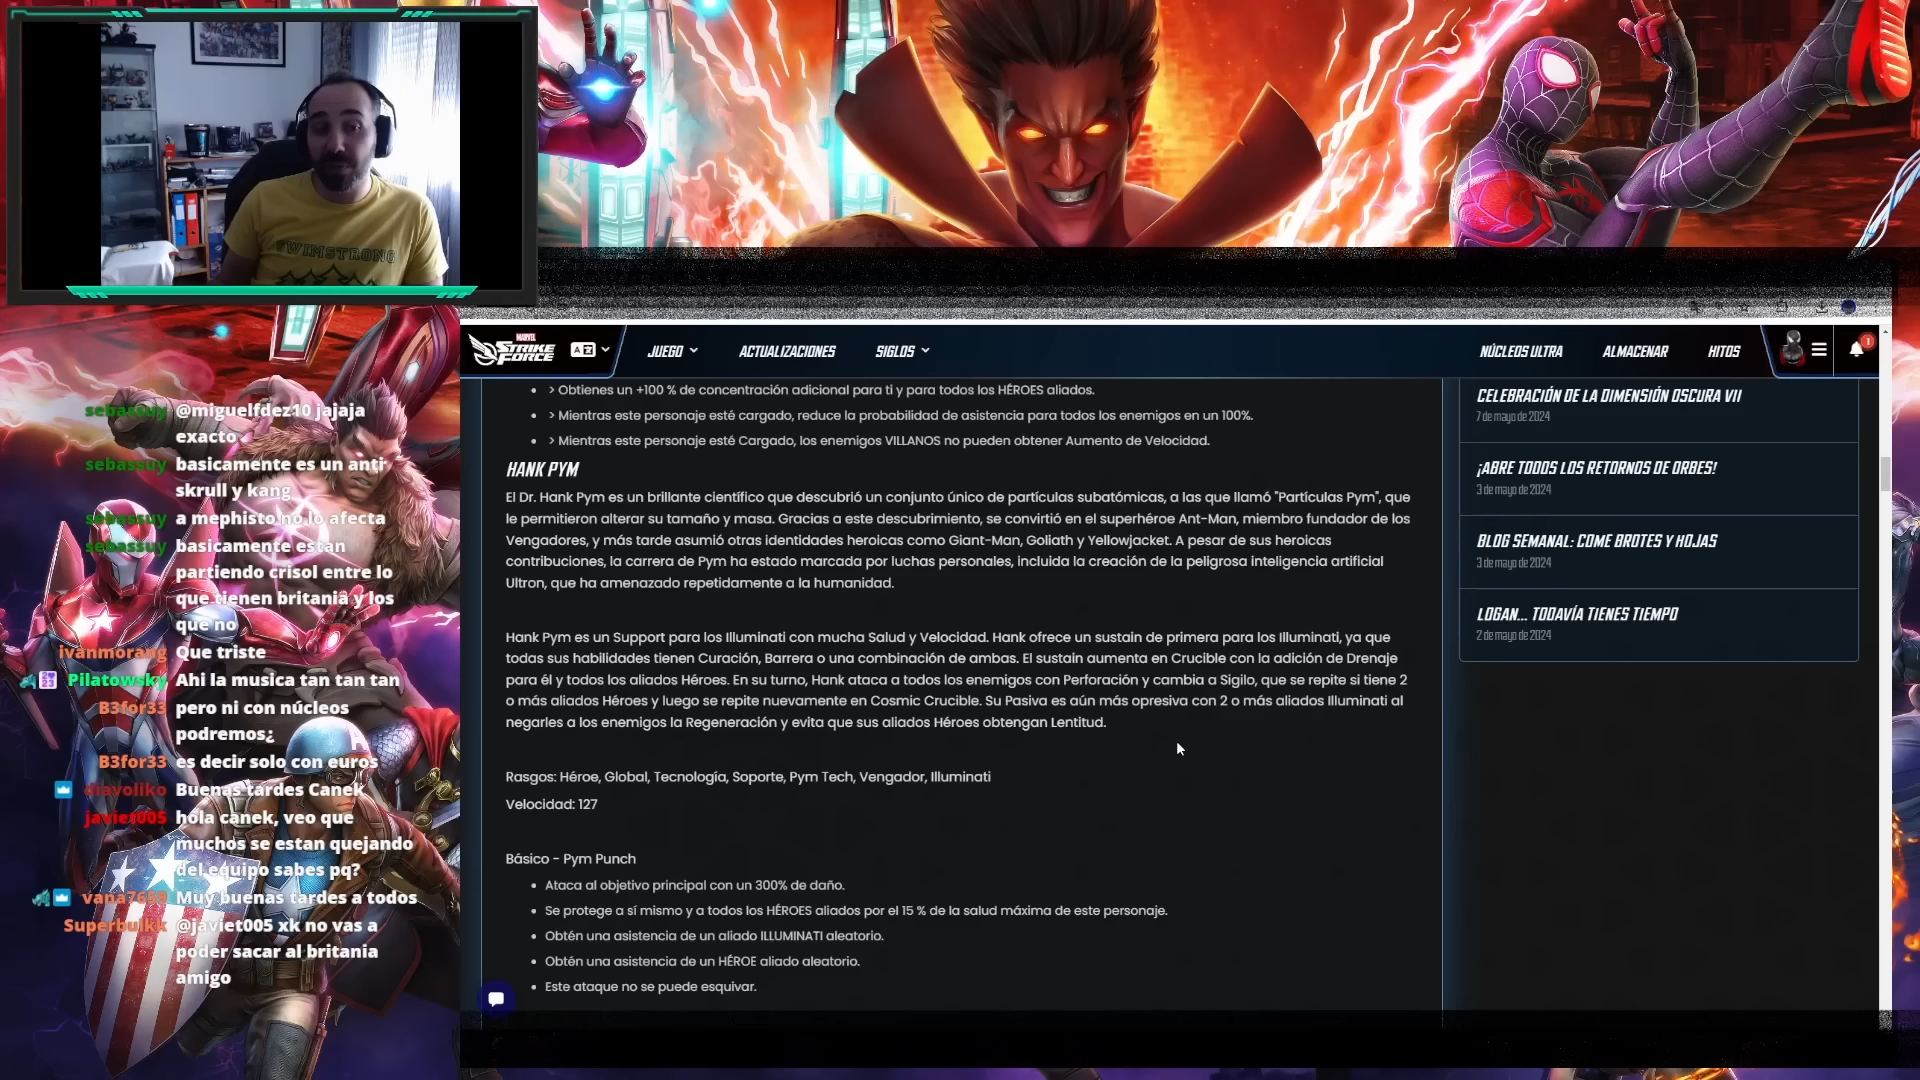 SWIMSTRONG
MARVEL
STRIKE
FORCE
JUEGO
ACTUALIZACIONES
SIGLOS
NÚCLEOS ULTRA
ALMACENAR
HITOS
1
> Obtienes un +100 % de concentración adicional para ti y para todos los HÉROES aliados.
> Mientras este personaje esté cargado, reduce la probabilidad de asistencia para todos los enemigos en un 100%.
> Mientras este personaje esté Cargado, los enemigos VILLANOS no pueden obtener Aumento de Velocidad.
HANK PYM
El Dr. Hank Pym es un brillante científico que descubrió un conjunto único de partículas subatómicas, a las que llamó "Partículas Pym", que
le permitieron alterar su tamaño y masa. Gracias a este descubrimiento, se convirtió en el superhéroe Ant-Man, miembro fundador de los
Vengadores, y más tarde asumió otras identidades heroicas como Giant-Man, Goliath y Yellowjacket. A pesar de sus heroicas
contribuciones, la carrera de Pym ha estado marcada por luchas personales, incluida la creación de la peligrosa inteligencia artificial
Ultron, que ha amenazado repetidamente a la humanidad.
Hank Pym es un Support para los Illuminati con mucha Salud y Velocidad. Hank ofrece un sustain de primera para los Illuminati, ya que
todas sus habilidades tienen Curación, Barrera o una combinación de ambas. El sustain aumenta en Crucible con la adición de Drenaje
para él y todos los aliados Héroes. En su turno, Hank ataca a todos los enemigos con Perforación y cambia a Sigilo, que se repite si tiene 2
o más aliados Héroes y luego se repite nuevamente en Cosmic Crucible. Su Pasiva es aún más opresiva con 2 o más aliados Illuminati al
negarles a los enemigos la Regeneración y evita que sus aliados Héroes obtengan Lentitud.
Rasgos: Héroe, Global, Tecnología, Soporte, Pym Tech, Vengador, Illuminati
Velocidad: 127
Básico - Pym Punch
Ataca al objetivo principal con un 300% de daño.
Se protege a sí mismo y a todos los HÉROES aliados por el 15 % de la salud máxima de este personaje.
Obtén una asistencia de un aliado ILLUMINATI aleatorio.
Obtén una asistencia de un HÉROE aliado aleatorio.
Este ataque no se puede esquivar.
CELEBRACIÓN DE LA DIMENSIÓN OSCURA VII
7 de mayo de 2024
¡ABRE TODOS LOS RETORNOS DE ORBES!
3 de mayo de 2024
BLOG SEMANAL: COME BROTES Y HOJAS
3 de mayo de 2024
LOGAN... TODAVÍA TIENES TIEMPO
2 de mayo de 2024
sebassuy @miguelfdez10 jajaja
exacto
sebassuy basicamente es un anti
skrull y kang
sebassuy a mephisto no lo afecta
sebassuy basicamente estan
partiendo crisol entre lo
que tienen britania y los
que no
ivanmorang Que triste
Pilatowsky Ahi la musica tan tan tan
B3for33 pero ni con núcleos
podremos¿
B3for33 es decir solo con euros
diavoliko Buenas tardes Canek
javiet005 hola canek, veo que
muchos se estan quejando
del equipo sabes pq?
Muy buenas tardes a todos
Superbulkk @javiet005 xk no vas a
poder sacar al britania
amigo